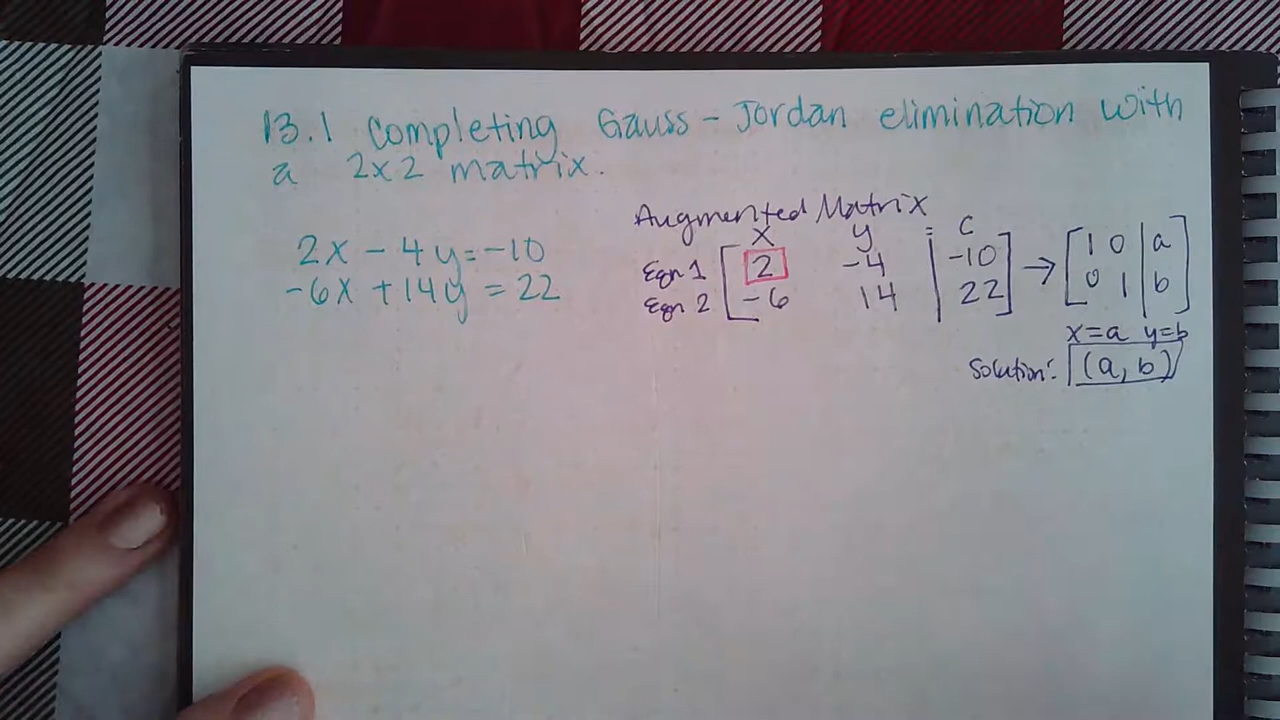 13.1 Completing Gauss-Jordan elimination with
a 2x2 matrix.
2x - 4y = -10
-6x + 14y = 22
Augmented Matrix
x y = c
Eqn 1 [ 2 -4 | -10 ] → [ 1 0 | a ]
Eqn 2 [ -6 14 | 22 ] [ 0 1 | b ]
x=a y=b
Solution: (a, b)